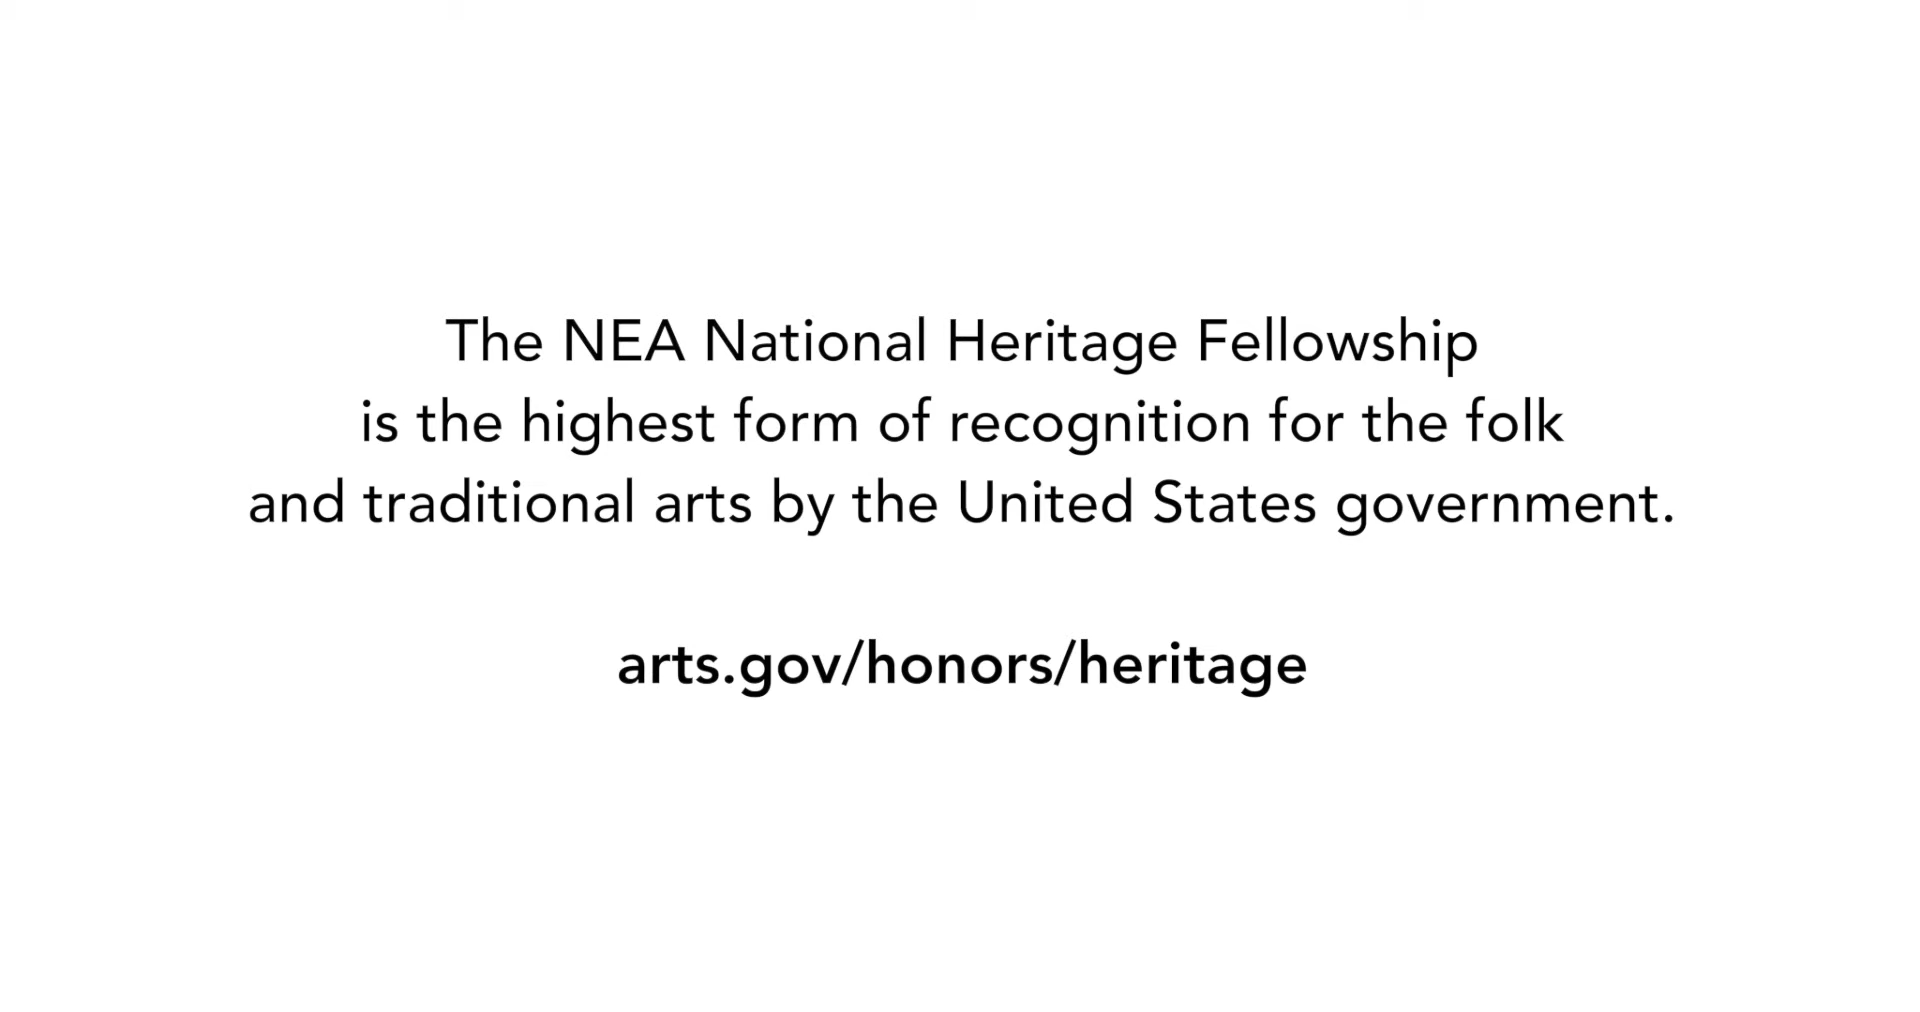 The NEA National Heritage Fellowship
is the highest form of recognition for the folk
and traditional arts by the United States government.
arts.gov/honors/heritage